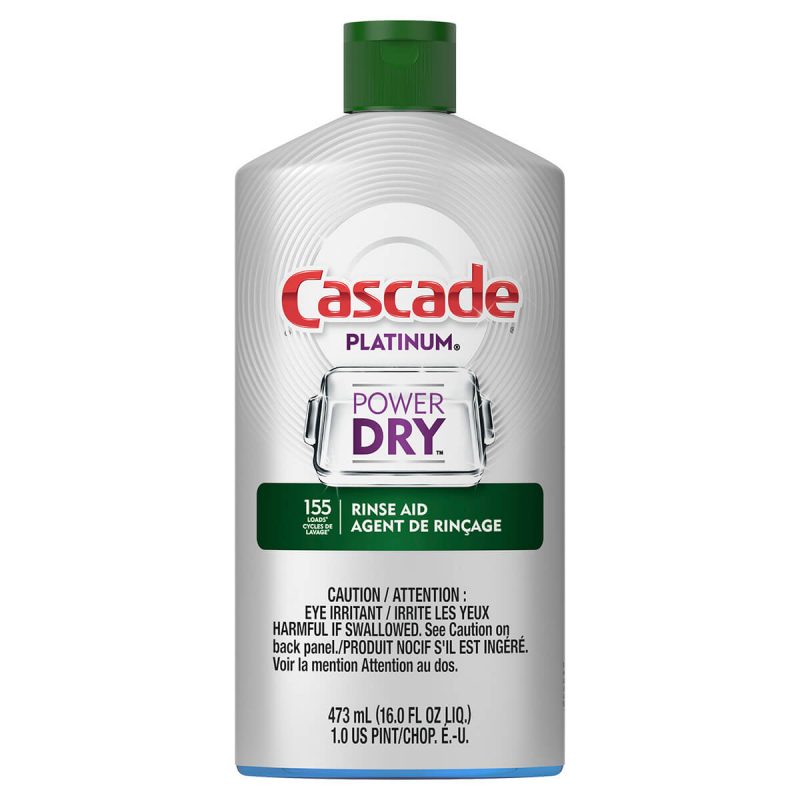 Cascade®
PLATINUM®
POWER
DRY™
155
LOADS*
CYCLES DE
LAVAGE*
RINSE AID
AGENT DE RINÇAGE
CAUTION / ATTENTION :
EYE IRRITANT / IRRITE LES YEUX
HARMFUL IF SWALLOWED. See Caution on
back panel./PRODUIT NOCIF S'IL EST INGÉRÉ.
Voir la mention Attention au dos.
473 mL (16.0 FL OZ LIQ.)
1.0 US PINT/CHOP. É.-U.